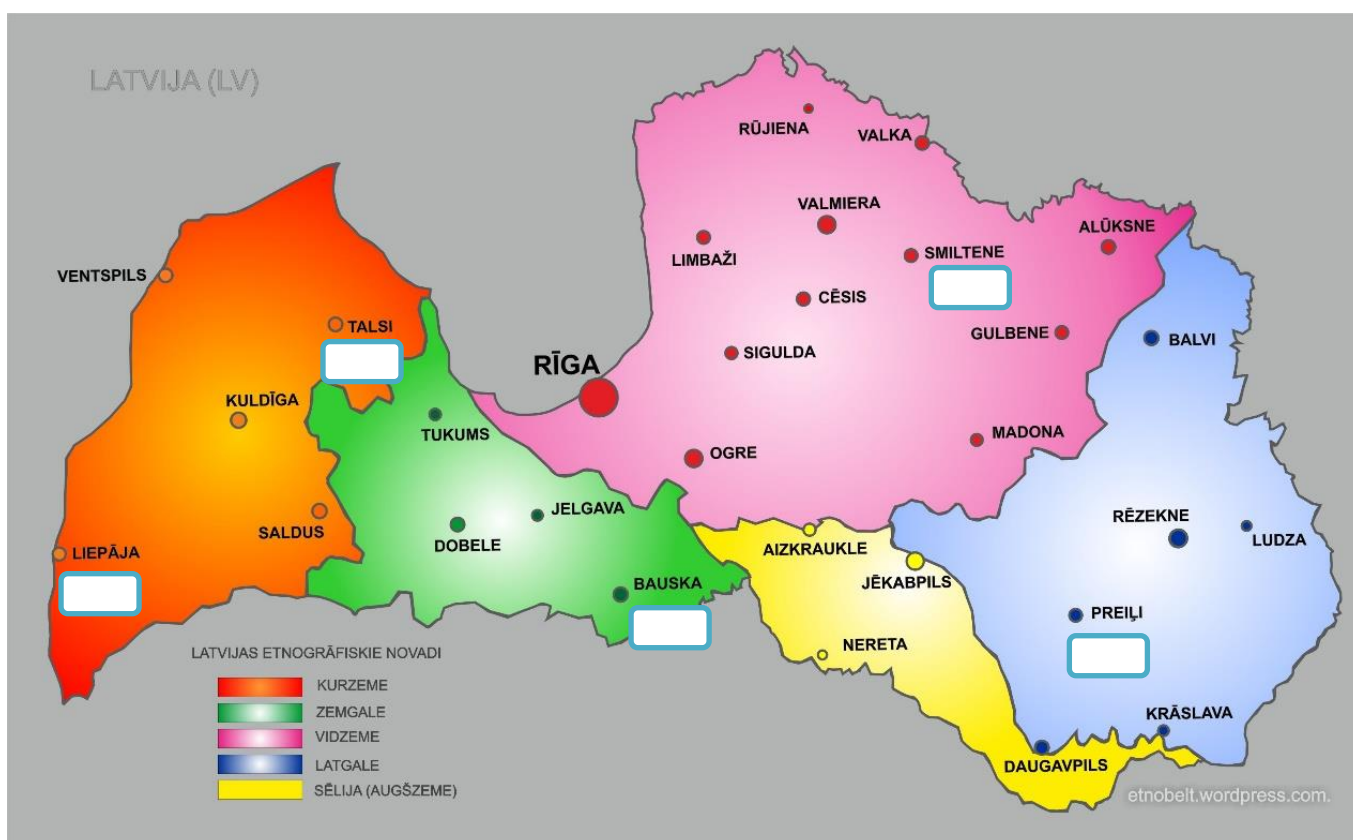 LATVIJA (LV)
RŪJIENA
VALKA
VALMIERA
ALŪKSNE
LIMBAŽI
SMILTENE
VENTSPILS
CĒSIS
TALSI
GULBENE
BALVI
SIGULDA
RĪGA
KULDĪGA
TUKUMS
MADONA
OGRE
JELGAVA
RĒZEKNE
SALDUS
DOBELE
LUDZA
LIEPĀJA
AIZKRAUKLE
JĒKABPILS
BAUSKA
PREIĻI
NERETA
LATVIJAS ETNOGRĀFISKIE NOVADI
KURZEME
ZEMGALE
VIDZEME
LATGALE
SĒLIJA (AUGŠZEME)
KRĀSLAVA
DAUGAVPILS
etnobelt.wordpress.com.